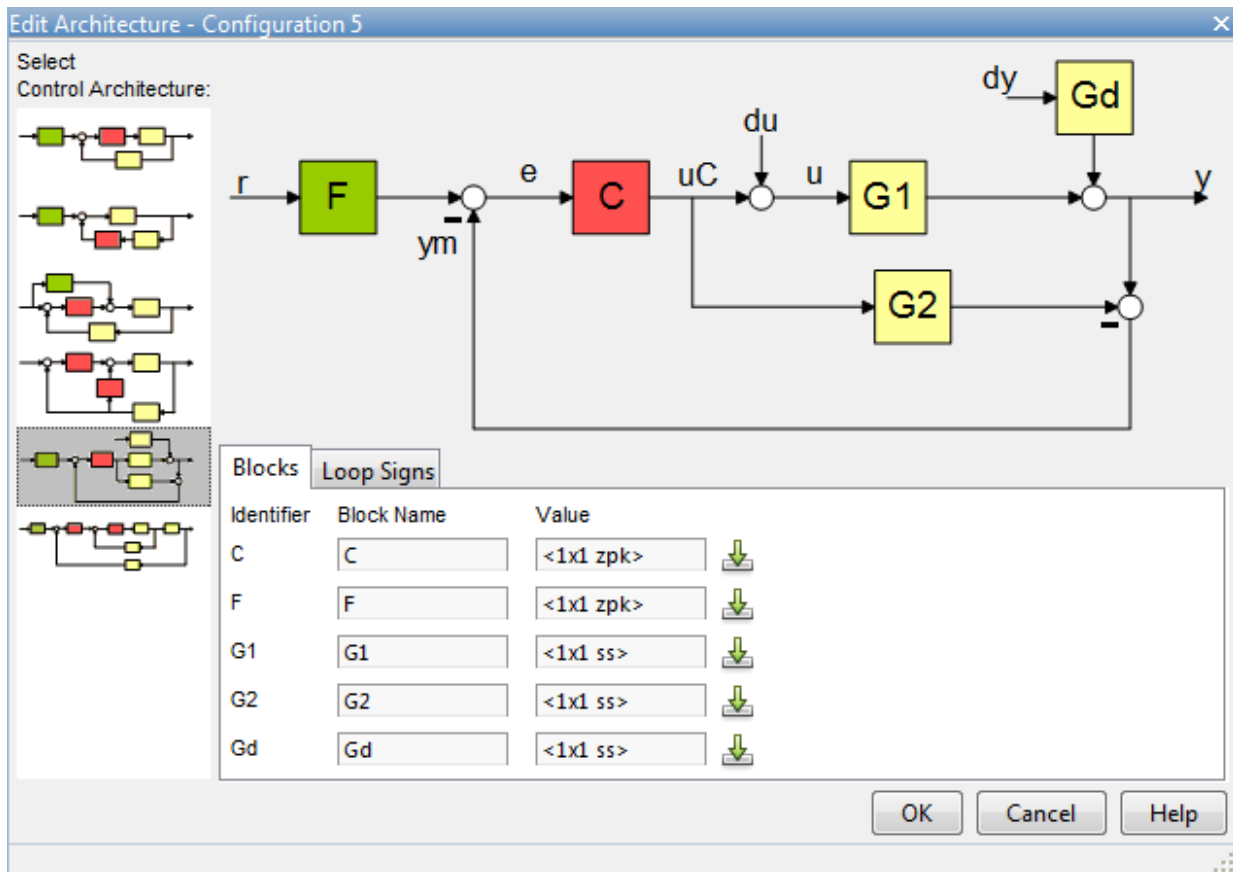 Edit Architecture - Configuration 5
Select
Control Architecture:
dy
Gd
du
r
F
e
C
uC
u
G1
y
ym
G2
Blocks
Loop Signs
Identifier Block Name Value
C C <1x1 zpk>
F F <1x1 zpk>
G1 G1 <1x1 ss>
G2 G2 <1x1 ss>
Gd Gd <1x1 ss>
OK Cancel Help